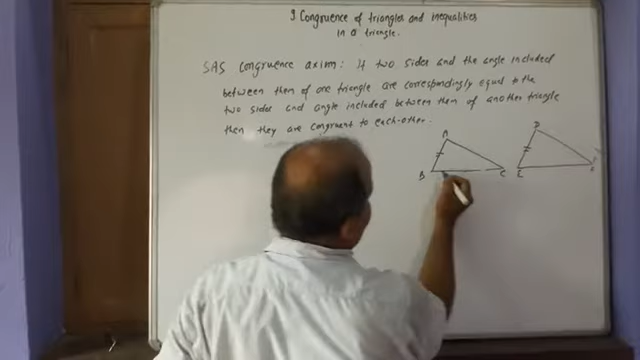 9 Congruence of triangles and inequalities
in a triangle.
SAS congruence axim: If two sides and the angle included
between them of one triangle are correspondingly equal to the
two sides and angle included between them of another triangle
then they are congruent to each-other.
A
D
B
C
E
F